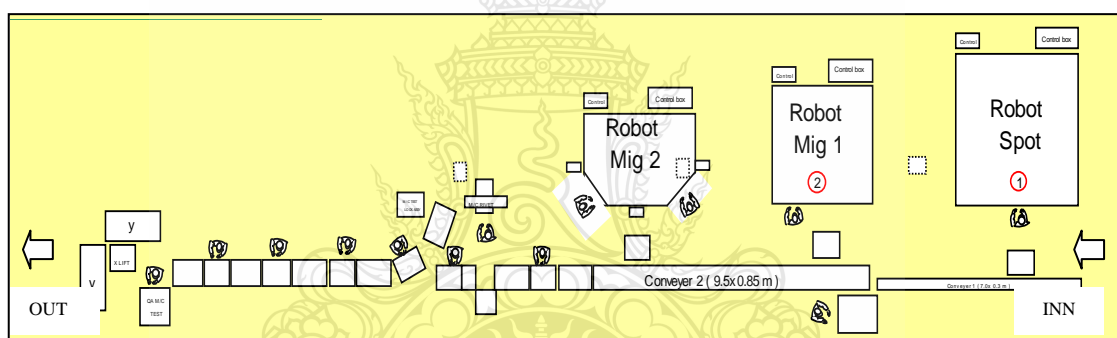 Control
Control box
Robot
Spot
1
Control
Control box
Robot
Mig 1
2
Control
Control box
Robot
Mig 2
M/C RIVET
y
X LIFT
y
QA M/C
TEST
Conveyer 2 ( 9.5x 0.85 m )
Conveyer 1 ( 7.0x 0.3 m )
OUT
INN